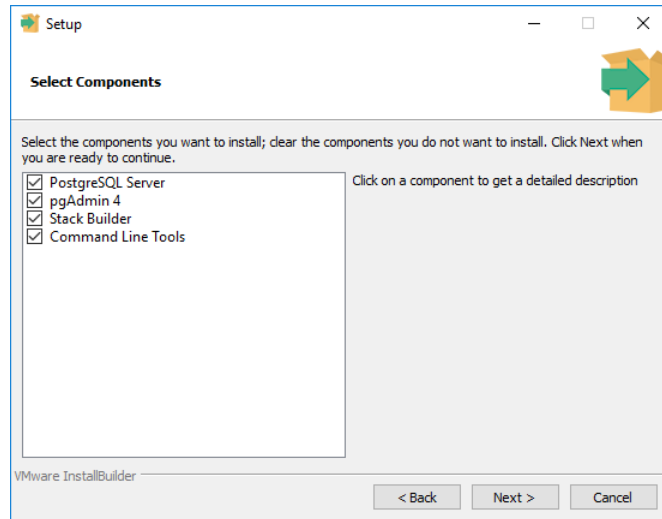 Setup
Select Components
Select the components you want to install; clear the components you do not want to install. Click Next when
you are ready to continue.
PostgreSQL Server
pgAdmin 4
Stack Builder
Command Line Tools
Click on a component to get a detailed description
VMware InstallBuilder
< Back
Next >
Cancel